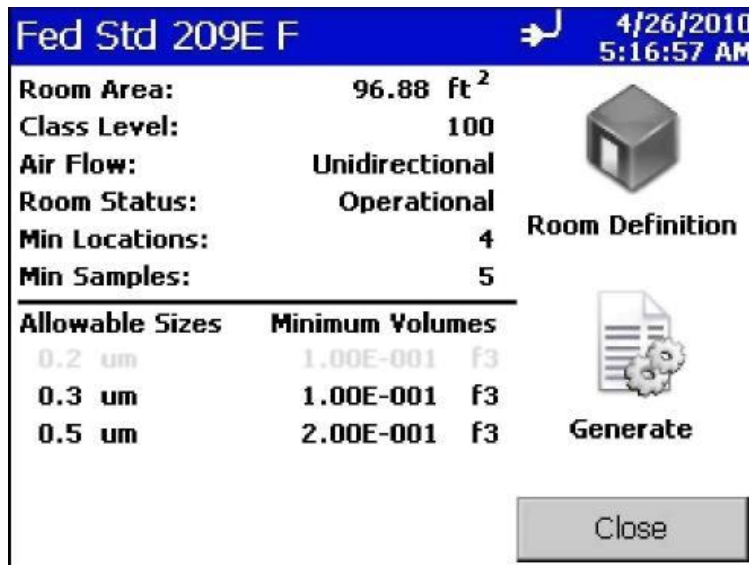 Fed Std 209E F
4/26/2010
5:16:57 AM
Room Area: 96.88 ft²
Class Level: 100
Air Flow: Unidirectional
Room Status: Operational
Min Locations: 4
Min Samples: 5
Allowable Sizes Minimum Volumes
0.2 um 1.00E-001 f3
0.3 um 1.00E-001 f3
0.5 um 2.00E-001 f3
Room Definition
Generate
Close